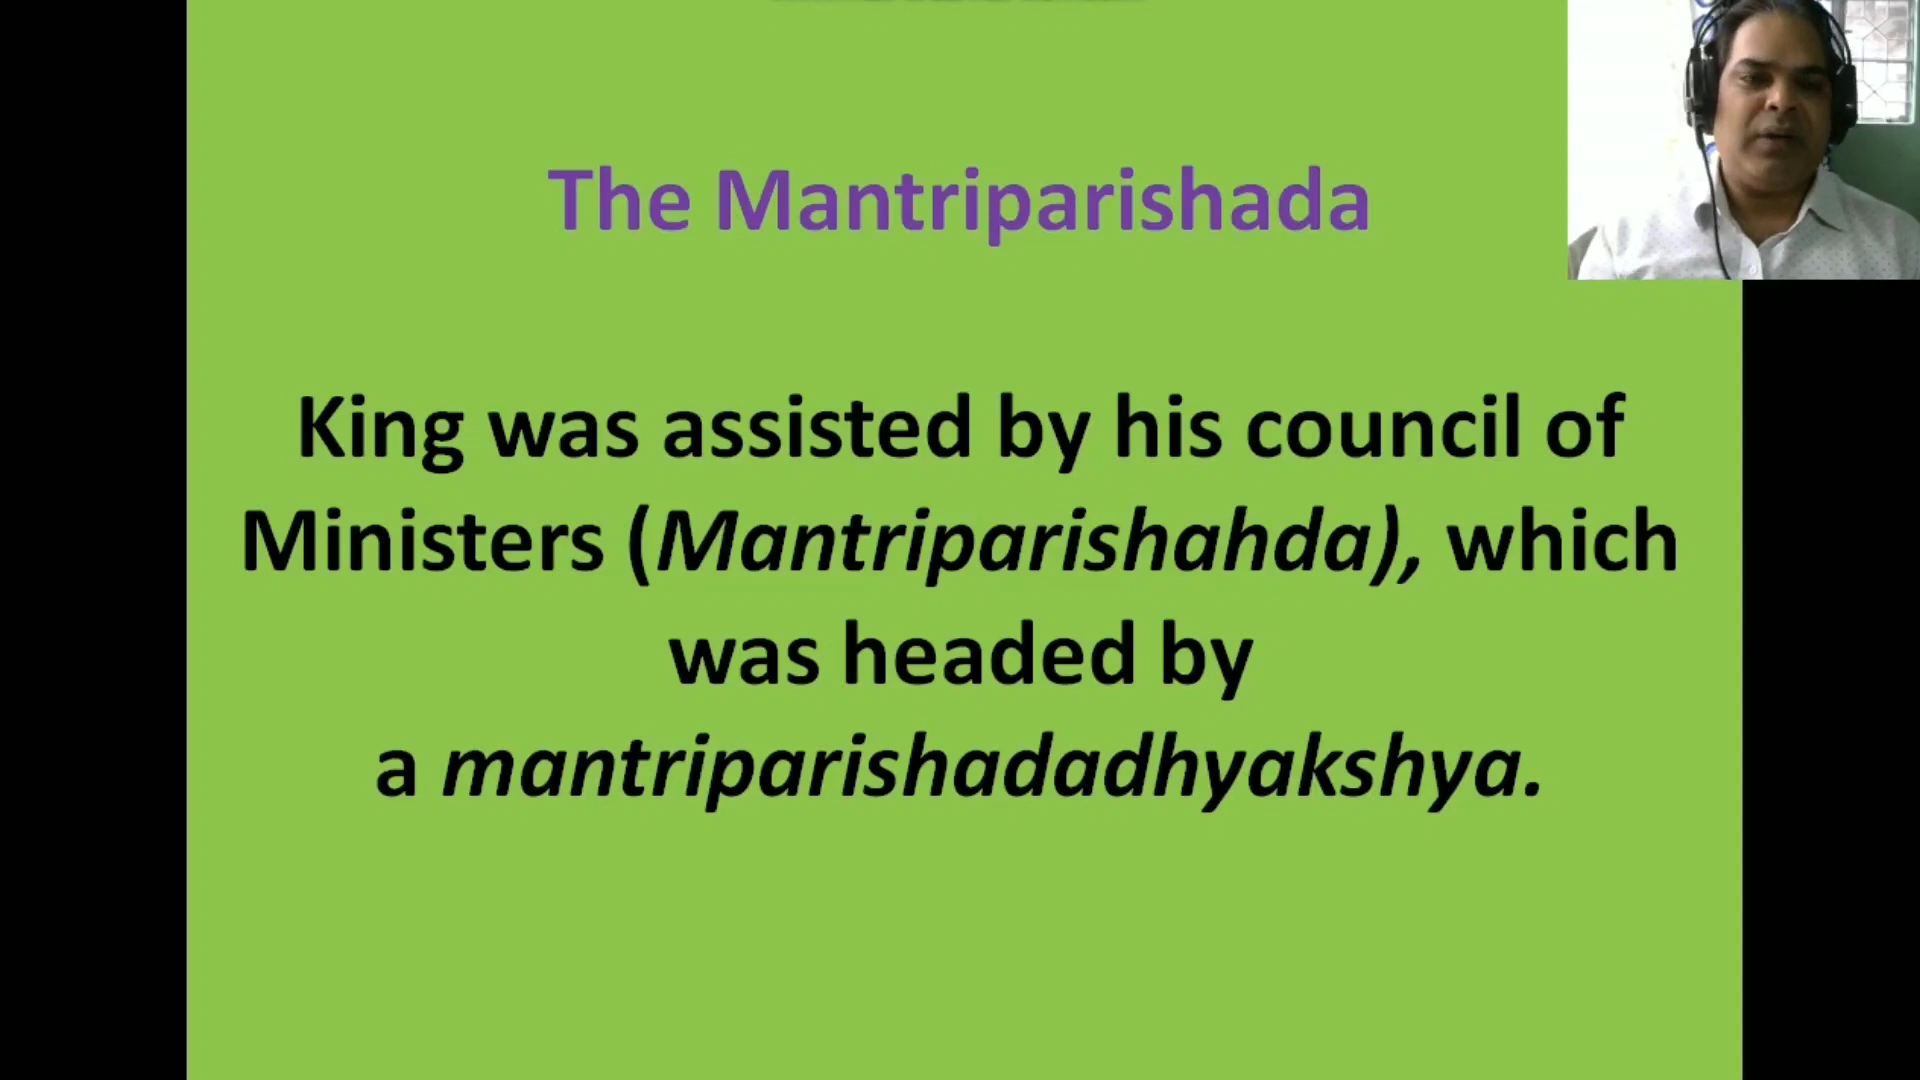 The Mantriparishada
King was assisted by his council of
Ministers (Mantriparishahda), which
was headed by
a mantriparishadadhyakshya.